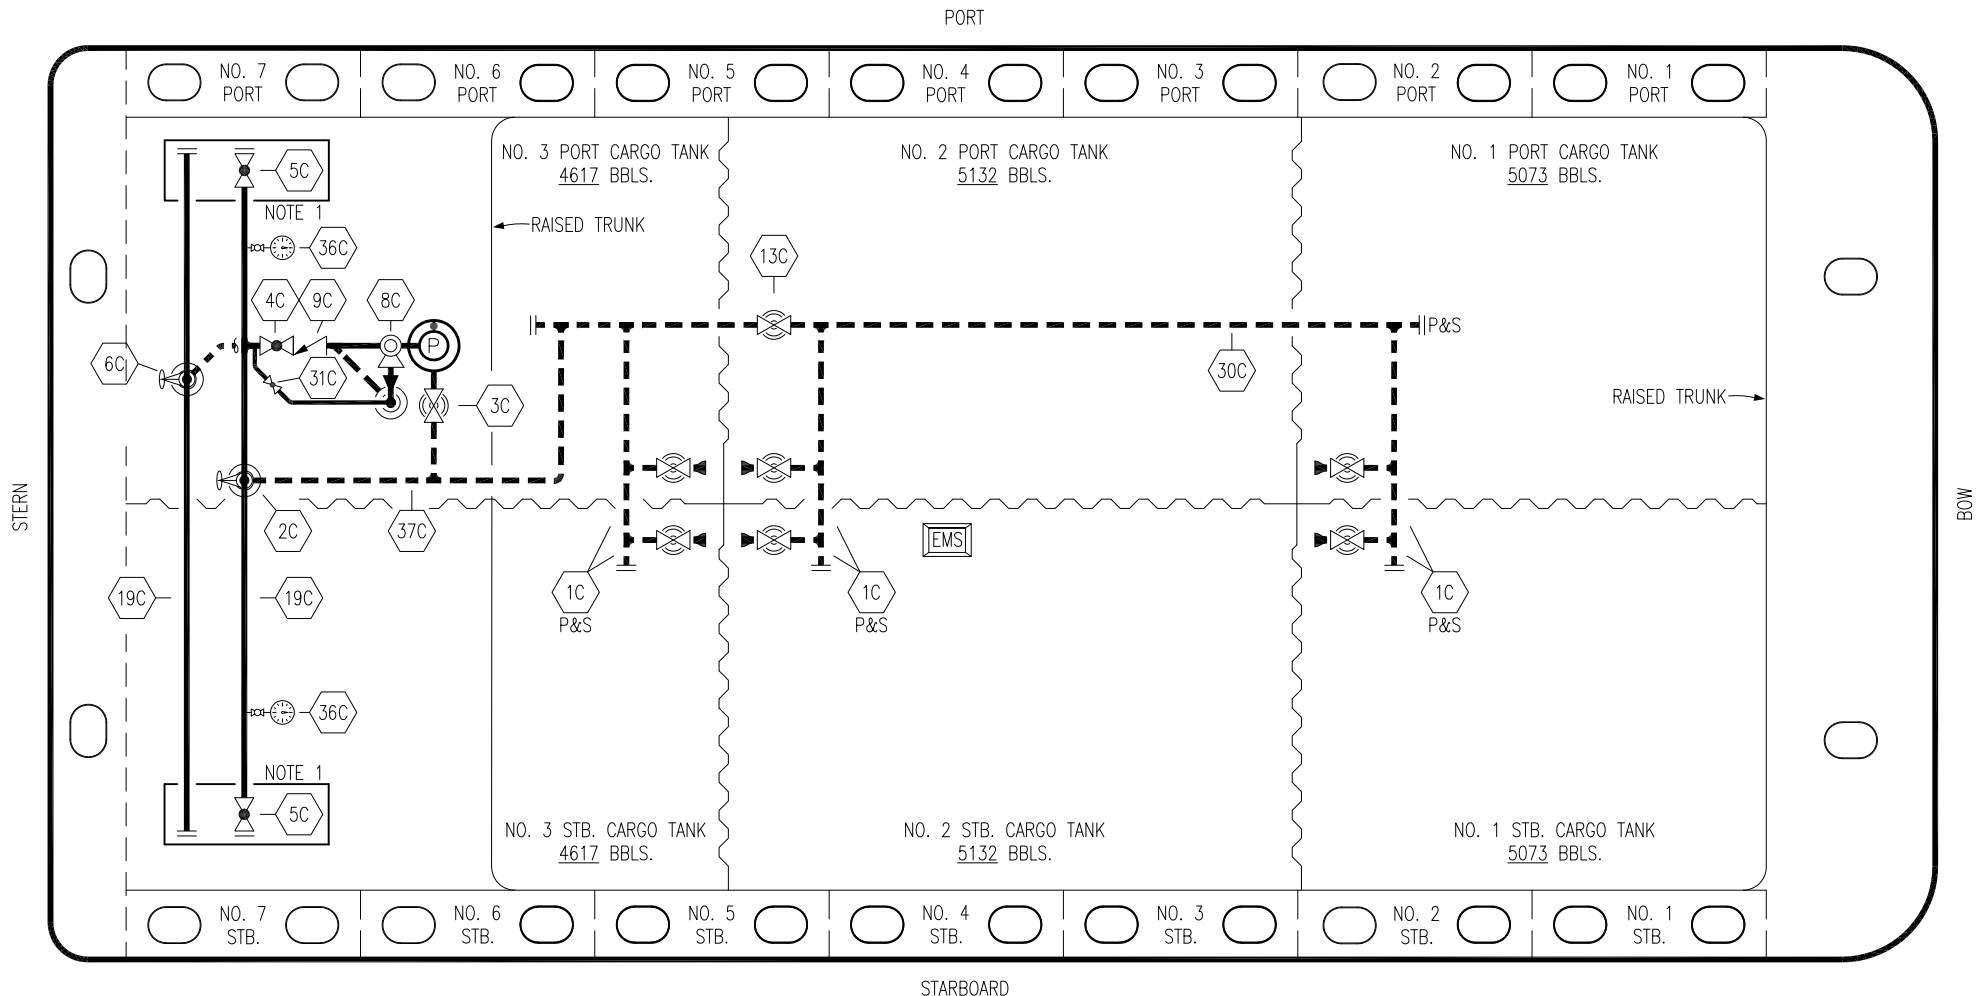 PORT
NO. 7
PORT
NO. 6
PORT
NO. 5
PORT
NO. 4
PORT
NO. 3
PORT
NO. 2
PORT
NO. 1
PORT
NO. 3 PORT CARGO TANK
4617 BBLS.
NO. 2 PORT CARGO TANK
5132 BBLS.
NO. 1 PORT CARGO TANK
5073 BBLS.
5C
NOTE 1
RAISED TRUNK
36C
13C
4C
9C
8C
P
P&S
6C
31C
30C
3C
RAISED TRUNK
STERN
BOW
2C
37C
EMS
19C
19C
1C
P&S
1C
P&S
1C
P&S
36C
NOTE 1
5C
NO. 3 STB. CARGO TANK
4617 BBLS.
NO. 2 STB. CARGO TANK
5132 BBLS.
NO. 1 STB. CARGO TANK
5073 BBLS.
NO. 7
STB.
NO. 6
STB.
NO. 5
STB.
NO. 4
STB.
NO. 3
STB.
NO. 2
STB.
NO. 1
STB.
STARBOARD